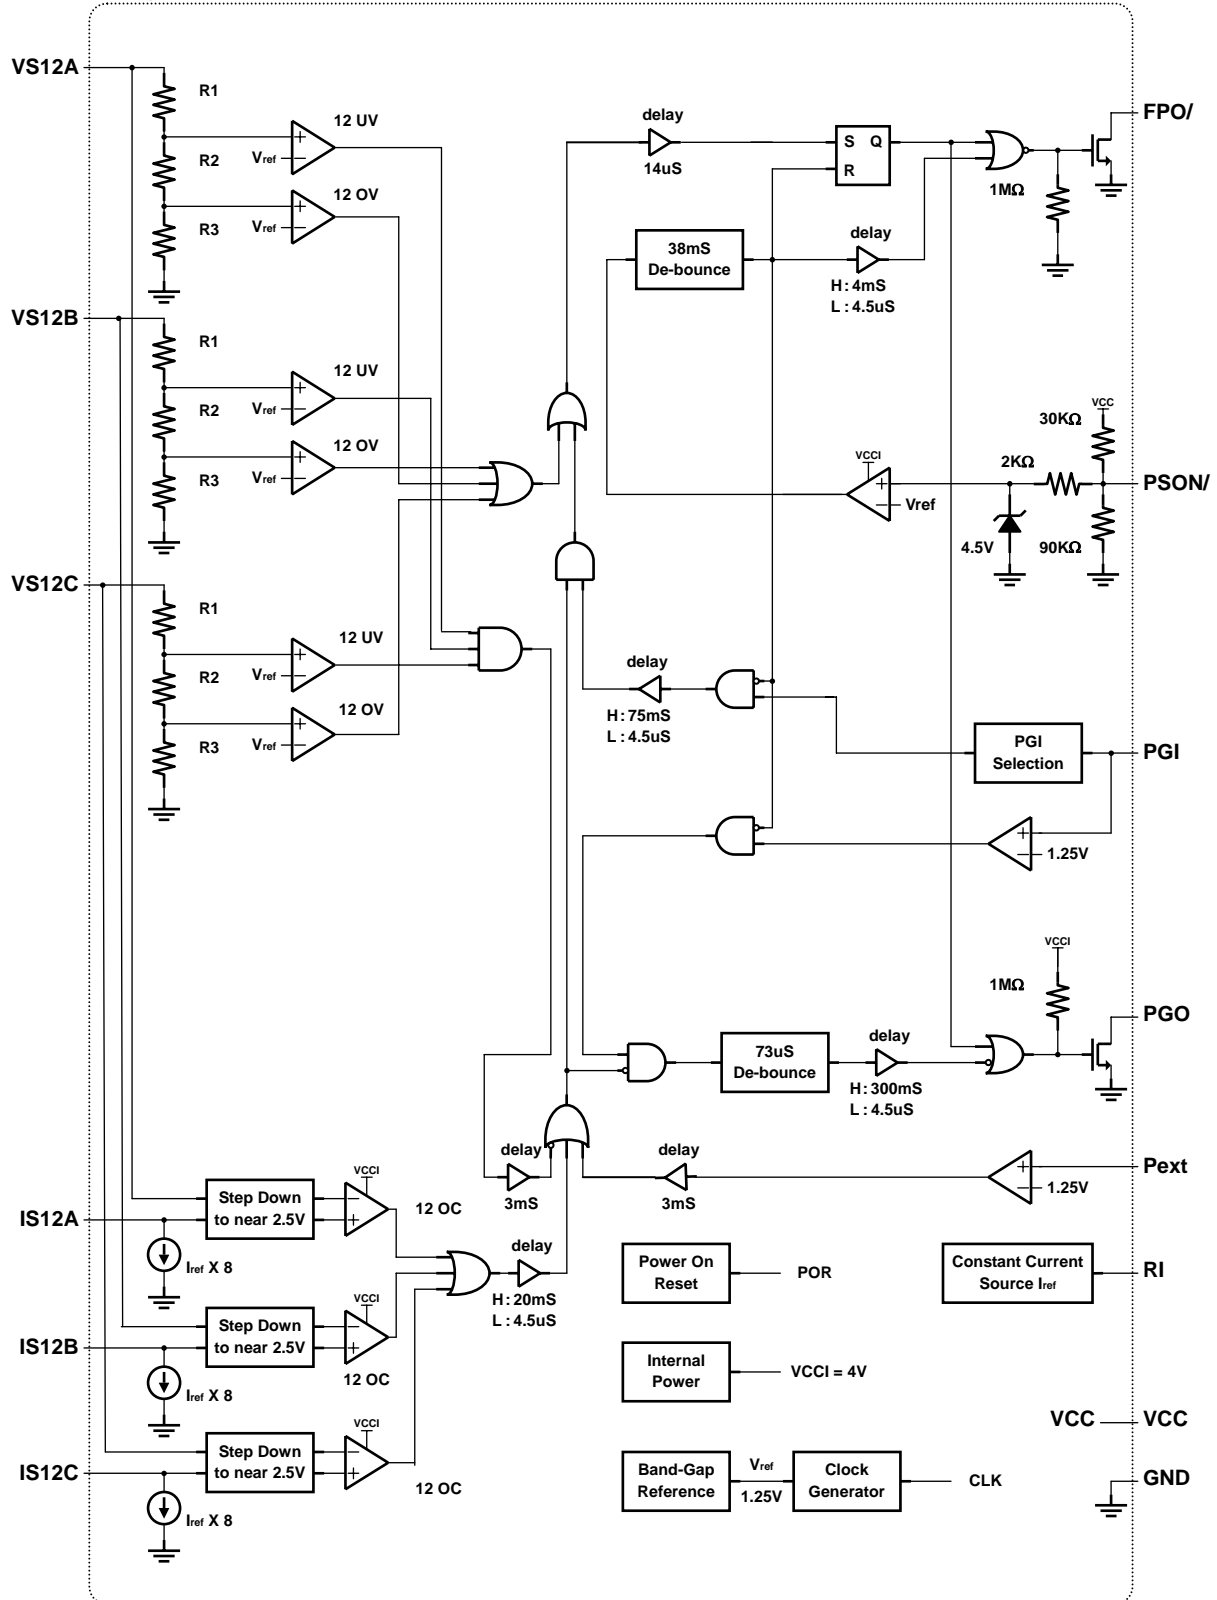 VS12A
R1
12 UV
Vref
R2
12 OV
Vref
R3
delay
14uS
S Q
R
FPO/
1MΩ
38mS
De-bounce
delay
H : 4mS
L : 4.5uS
VS12B
R1
12 UV
Vref
R2
12 OV
Vref
R3
VCC
30KΩ
2KΩ
PSON/
VCCI
Vref
4.5V
90KΩ
VS12C
R1
12 UV
Vref
R2
12 OV
Vref
R3
delay
H : 75mS
L : 4.5uS
PGI
Selection
PGI
1.25V
VCCI
1MΩ
PGO
73uS
De-bounce
delay
H : 300mS
L : 4.5uS
delay
3mS
delay
3mS
Pext
1.25V
VCCI
Step Down
to near 2.5V
12 OC
IS12A
Iref X 8
delay
H : 20mS
L : 4.5uS
VCCI
Step Down
to near 2.5V
12 OC
IS12B
Iref X 8
VCCI
Step Down
to near 2.5V
12 OC
IS12C
Iref X 8
Power On
Reset
POR
Constant Current
Source Iref
RI
Internal
Power
VCCI = 4V
VCC VCC
Band-Gap
Reference
Vref
1.25V
Clock
Generator
CLK
GND